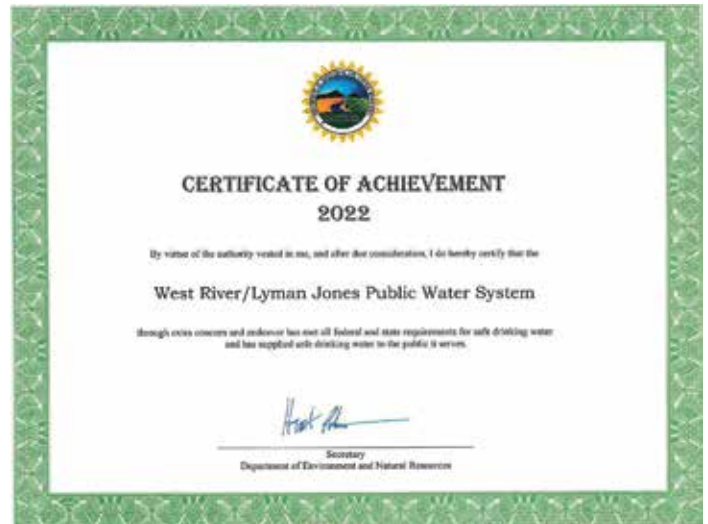 CERTIFICATE OF ACHIEVEMENT
2022
By virtue of the authority vested in me, and after due consideration, I do hereby certify that the
West River/Lyman Jones Public Water System
through extra concern and endeavor has met all federal and state requirements for safe drinking water
and has supplied safe drinking water to the public it serves.
Secretary
Department of Environment and Natural Resources